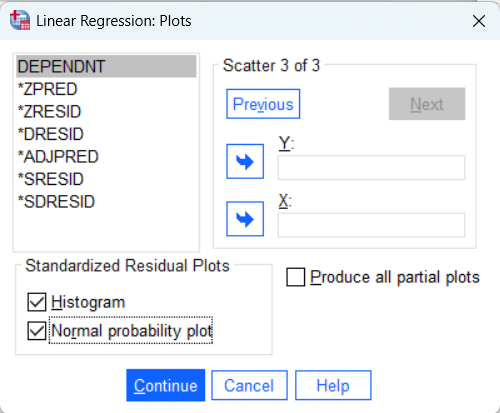 Linear Regression: Plots
DEPENDNT
*ZPRED
*ZRESID
*DRESID
*ADJPRED
*SRESID
*SDRESID
Scatter 3 of 3
Previous
Next
Y:
X:
Standardized Residual Plots
Histogram
Normal probability plot
Produce all partial plots
Continue
Cancel
Help